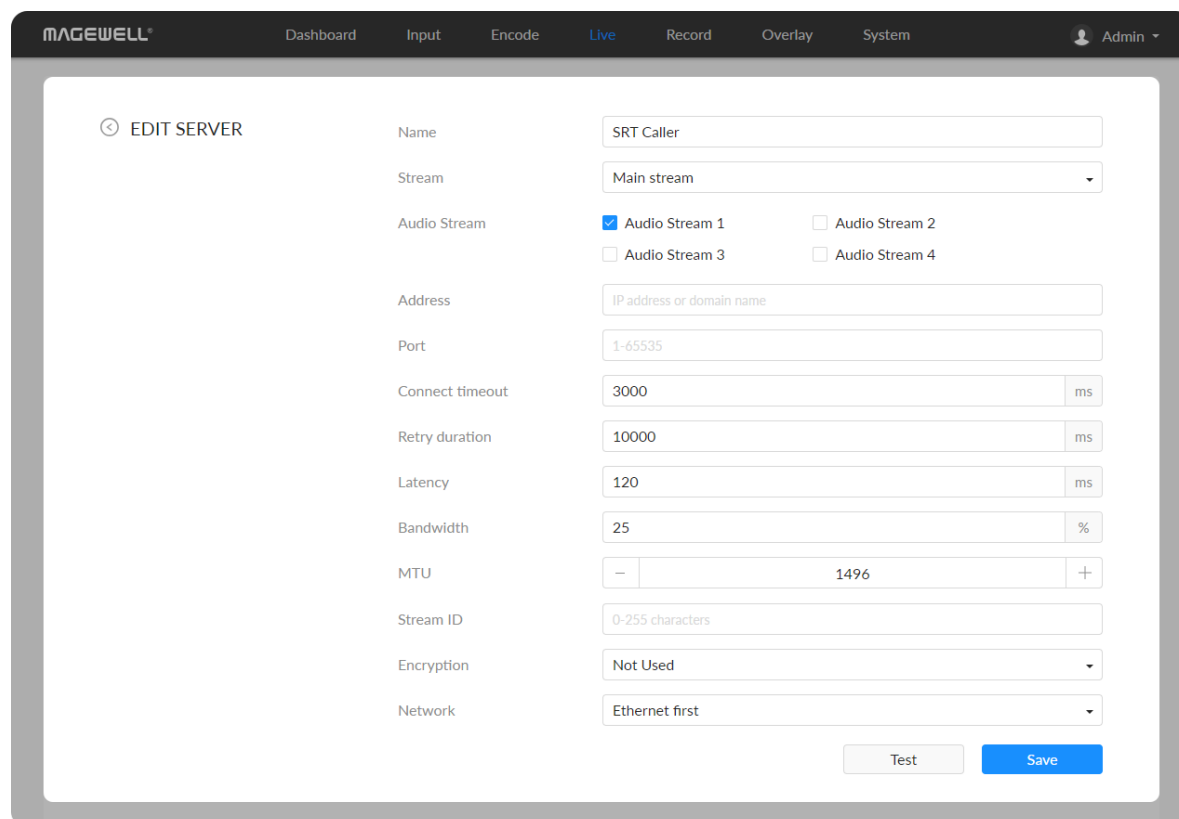 MAGEWELL® Dashboard Input Encode Live Record Overlay System Admin
EDIT SERVER
Name SRT Caller
Stream Main stream
Audio Stream Audio Stream 1 Audio Stream 2
Audio Stream 3 Audio Stream 4
Address IP address or domain name
Port 1-65535
Connect timeout 3000 ms
Retry duration 10000 ms
Latency 120 ms
Bandwidth 25 %
MTU − 1496 +
Stream ID 0-255 characters
Encryption Not Used
Network Ethernet first
Test Save